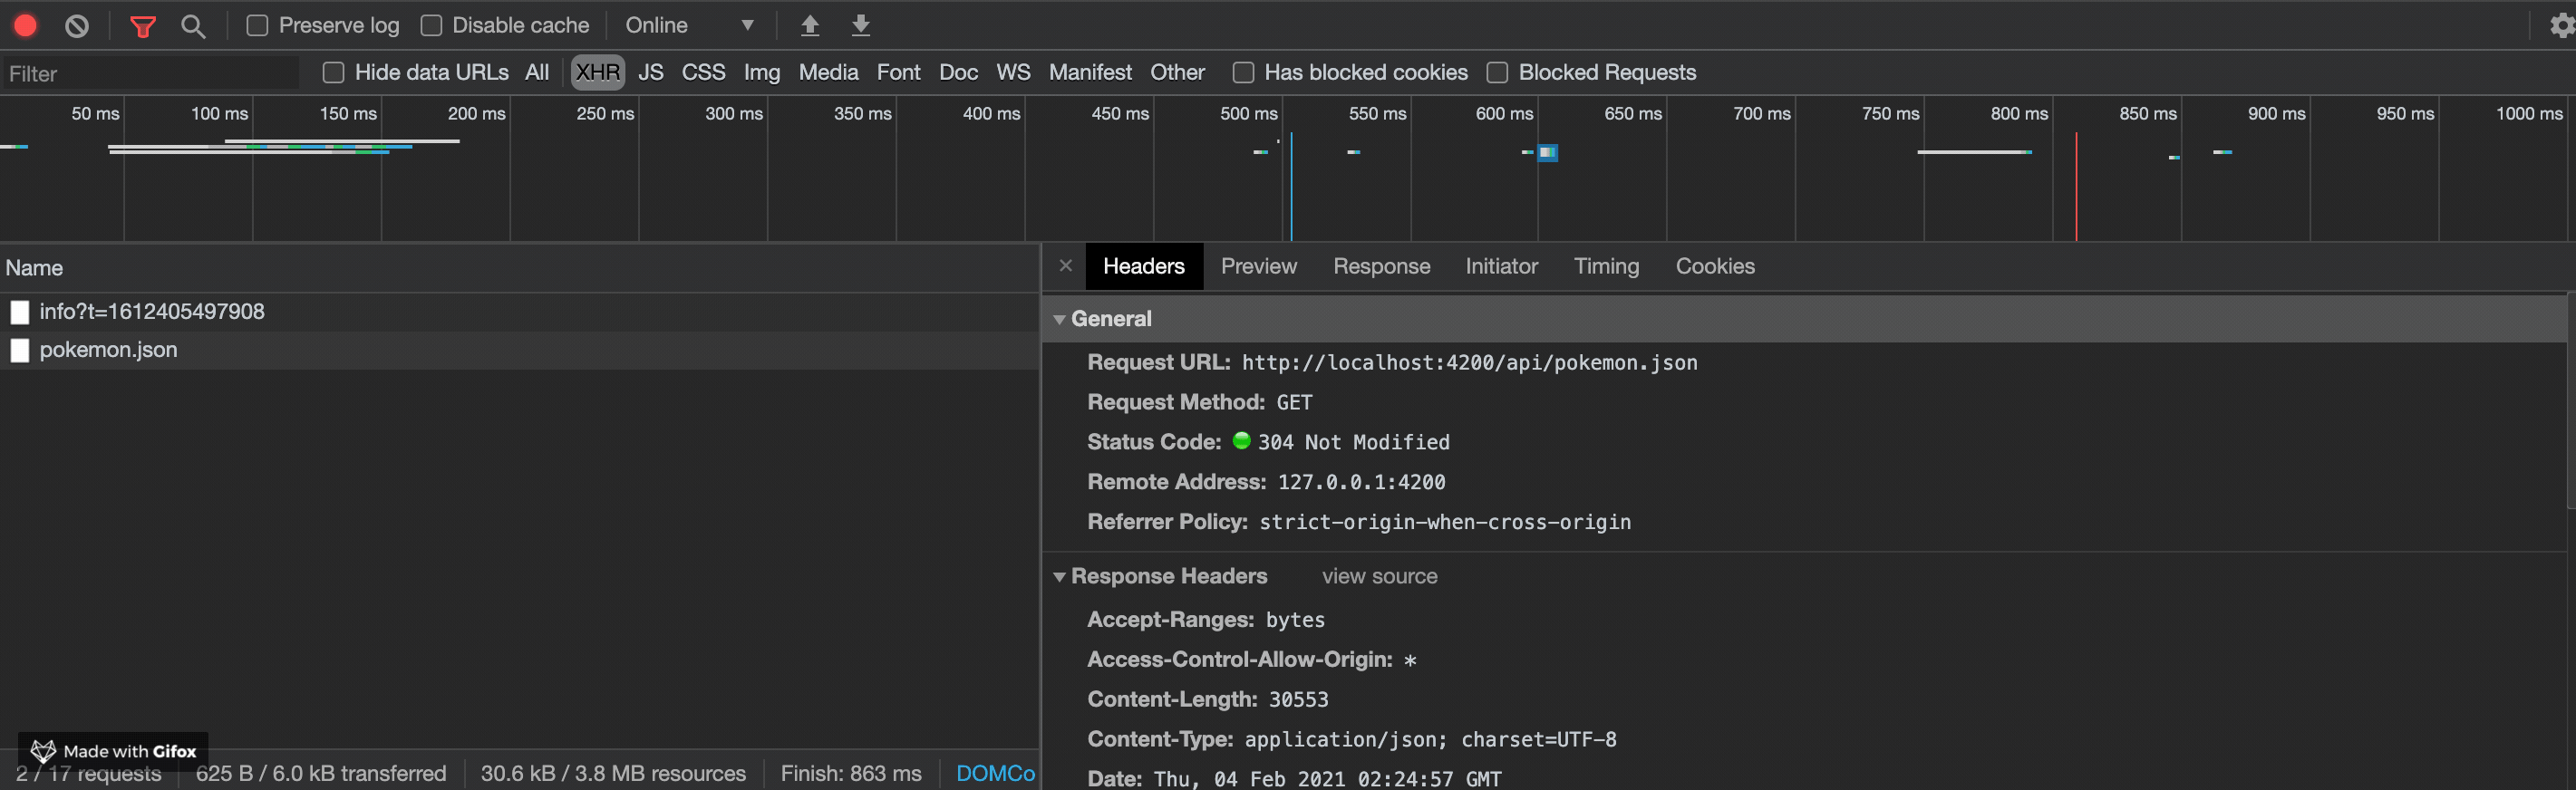 Preserve log Disable cache Online
Filter Hide data URLs All XHR JS CSS Img Media Font Doc WS Manifest Other Has blocked cookies Blocked Requests
50 ms 100 ms 150 ms 200 ms 250 ms 300 ms 350 ms 400 ms 450 ms 500 ms 550 ms 600 ms 650 ms 700 ms 750 ms 800 ms 850 ms 900 ms 950 ms 1000 ms
Name
info?t=1612405497908
pokemon.json
Made with Gifox
2 / 17 requests 625 B / 6.0 kB transferred 30.6 kB / 3.8 MB resources Finish: 863 ms DOMCo
× Headers Preview Response Initiator Timing Cookies
General
Request URL: http://localhost:4200/api/pokemon.json
Request Method: GET
Status Code: 304 Not Modified
Remote Address: 127.0.0.1:4200
Referrer Policy: strict-origin-when-cross-origin
Response Headers view source
Accept-Ranges: bytes
Access-Control-Allow-Origin: *
Content-Length: 30553
Content-Type: application/json; charset=UTF-8
Date: Thu, 04 Feb 2021 02:24:57 GMT